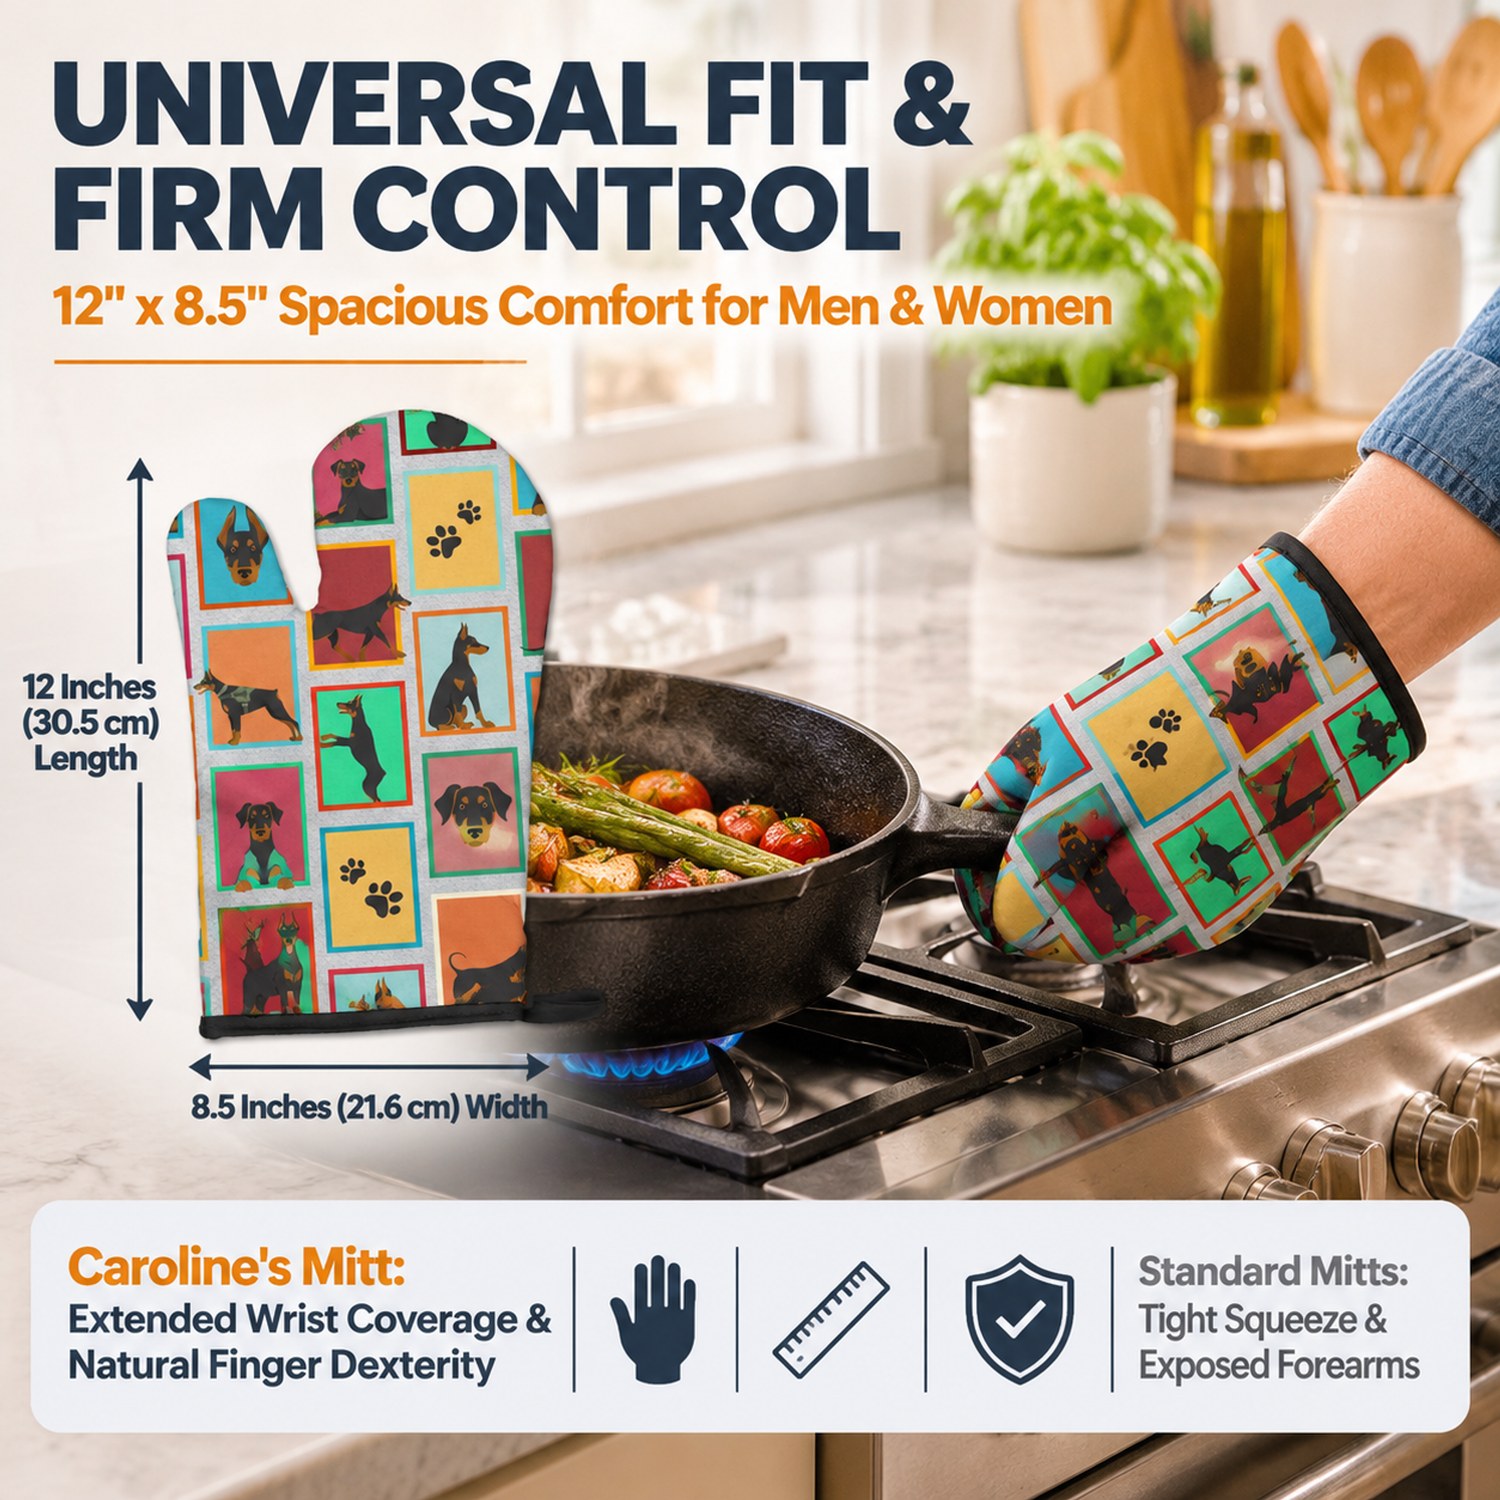 UNIVERSAL FIT &
FIRM CONTROL
12" x 8.5" Spacious Comfort for Men & Women
12 Inches
(30.5 cm)
Length
8.5 Inches (21.6 cm) Width
Caroline's Mitt:
Extended Wrist Coverage &
Natural Finger Dexterity
Standard Mitts:
Tight Squeeze &
Exposed Forearms